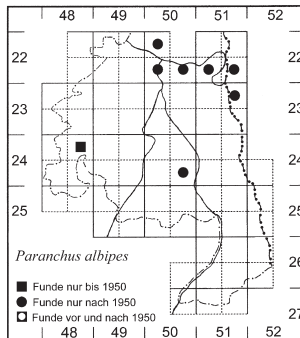 48 49 50 51 52
22 22
23 23
24 24
25 25
Paranchus albipes
Funde nur bis 1950
26
Funde nur nach 1950
Funde vor und nach 1950
27
48 49 50 51 52